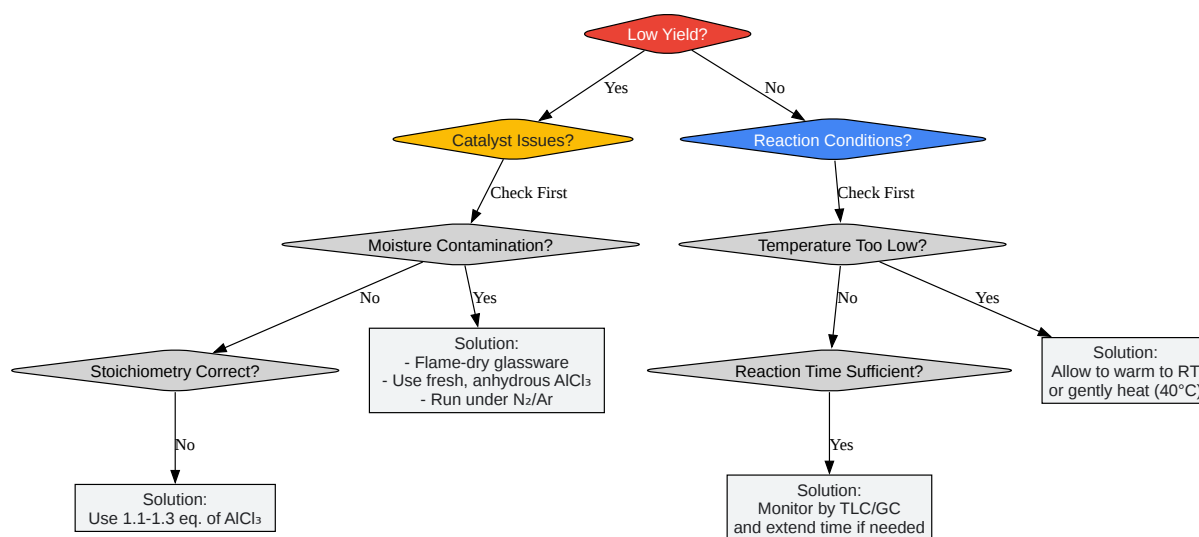 Low Yield?
Yes
No
Catalyst Issues?
Reaction Conditions?
Check First
Check First
Moisture Contamination?
Temperature Too Low?
No
Yes
No
Yes
Solution:
- Flame-dry glassware
- Use fresh, anhydrous AlCl₃
- Run under N₂/Ar
Solution:
Allow to warm to RT
or gently heat (40°C)
Stoichiometry Correct?
Reaction Time Sufficient?
No
Yes
Solution:
Use 1.1-1.3 eq. of AlCl₃
Solution:
Monitor by TLC/GC
and extend time if needed